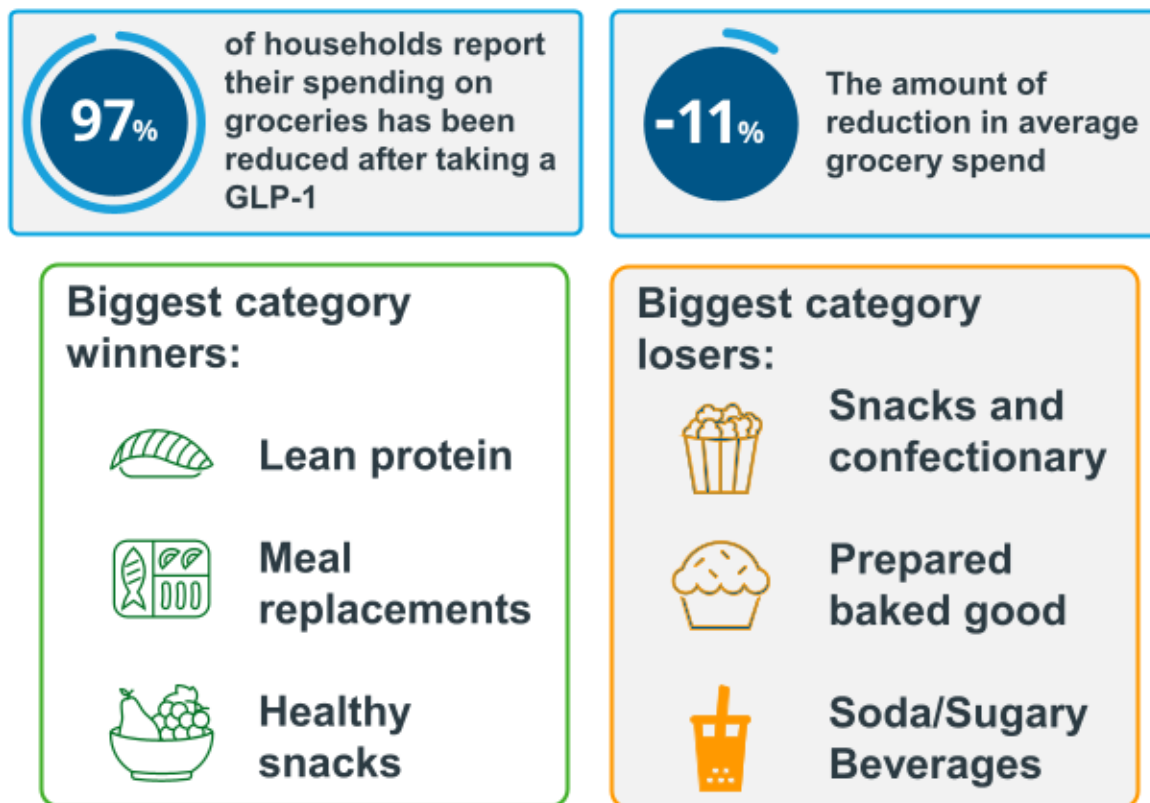 97%
of households report
their spending on
groceries has been
reduced after taking a
GLP-1
-11%
The amount of
reduction in average
grocery spend
Biggest category
winners:
Lean protein
Meal
replacements
Healthy
snacks
Biggest category
losers:
Snacks and
confectionary
Prepared
baked good
Soda/Sugary
Beverages